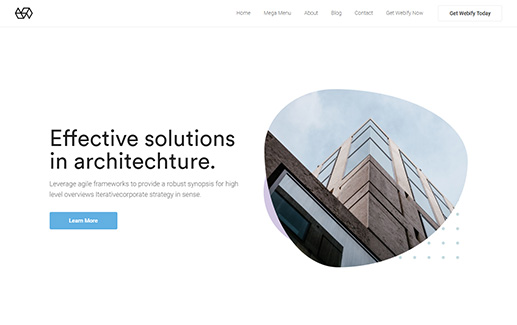 Home Mega Menu About Blog Contact Get Webify Now Get Webify Today
Effective solutions
in architechture.
Leverage agile frameworks to provide a robust synopsis for high
level overviews Iterativecorporate strategy in sense.
Learn More